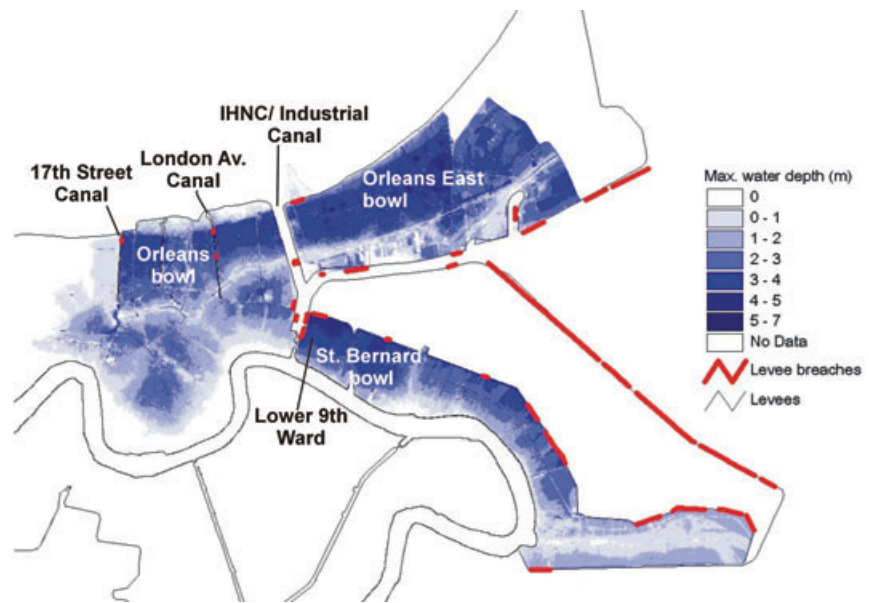 IHNC/ Industrial
Canal
London Av.
Canal
17th Street
Canal
Orleans East
bowl
Orleans
bowl
St. Bernard
bowl
Lower 9th
Ward
Max. water depth (m)
0
0 - 1
1 - 2
2 - 3
3 - 4
4 - 5
5 - 7
No Data
Levee breaches
Levees